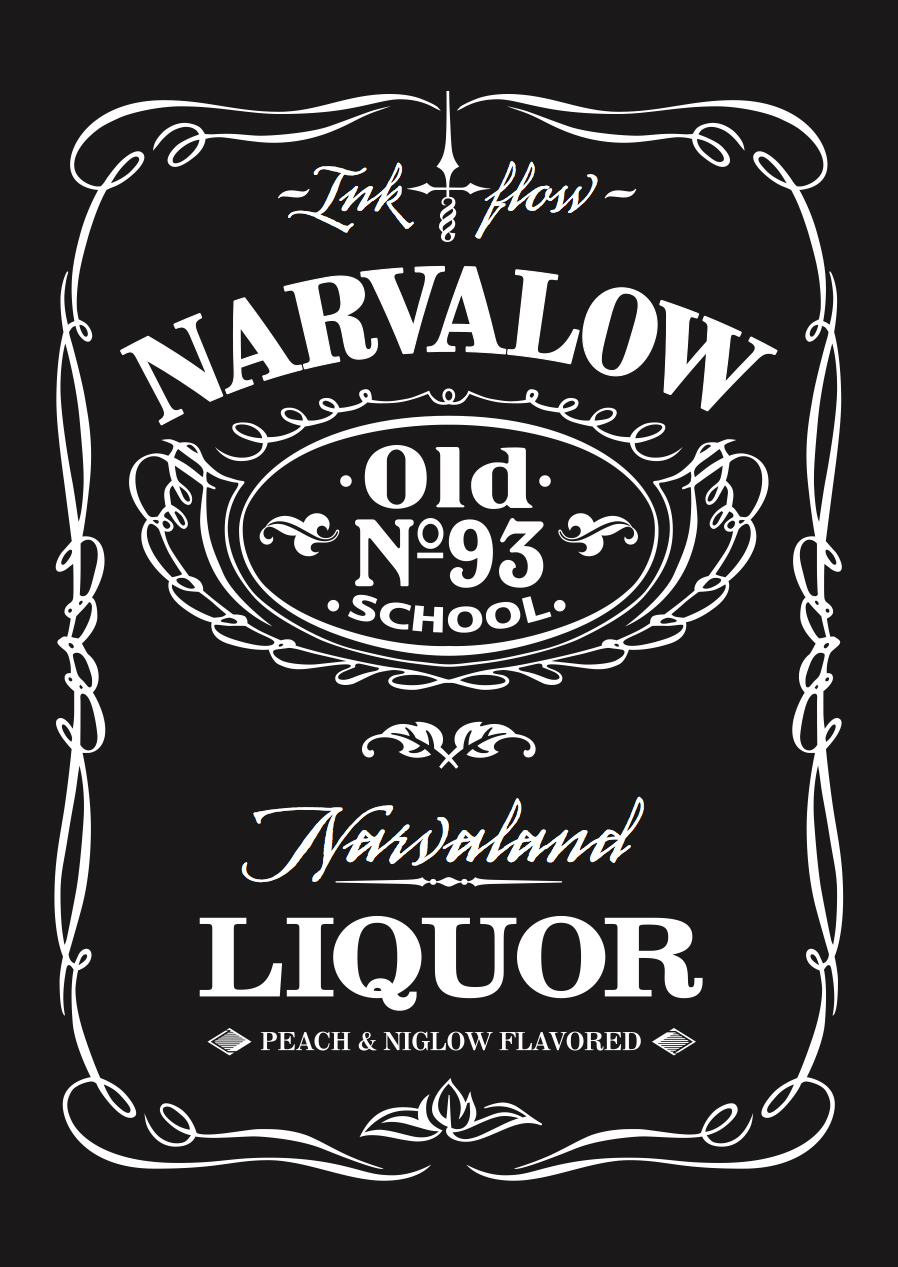 ~Ink flow~
NARVALOW
·Old·
Nº93
·SCHOOL·
Narvaland
LIQUOR
PEACH & NIGLOW FLAVORED